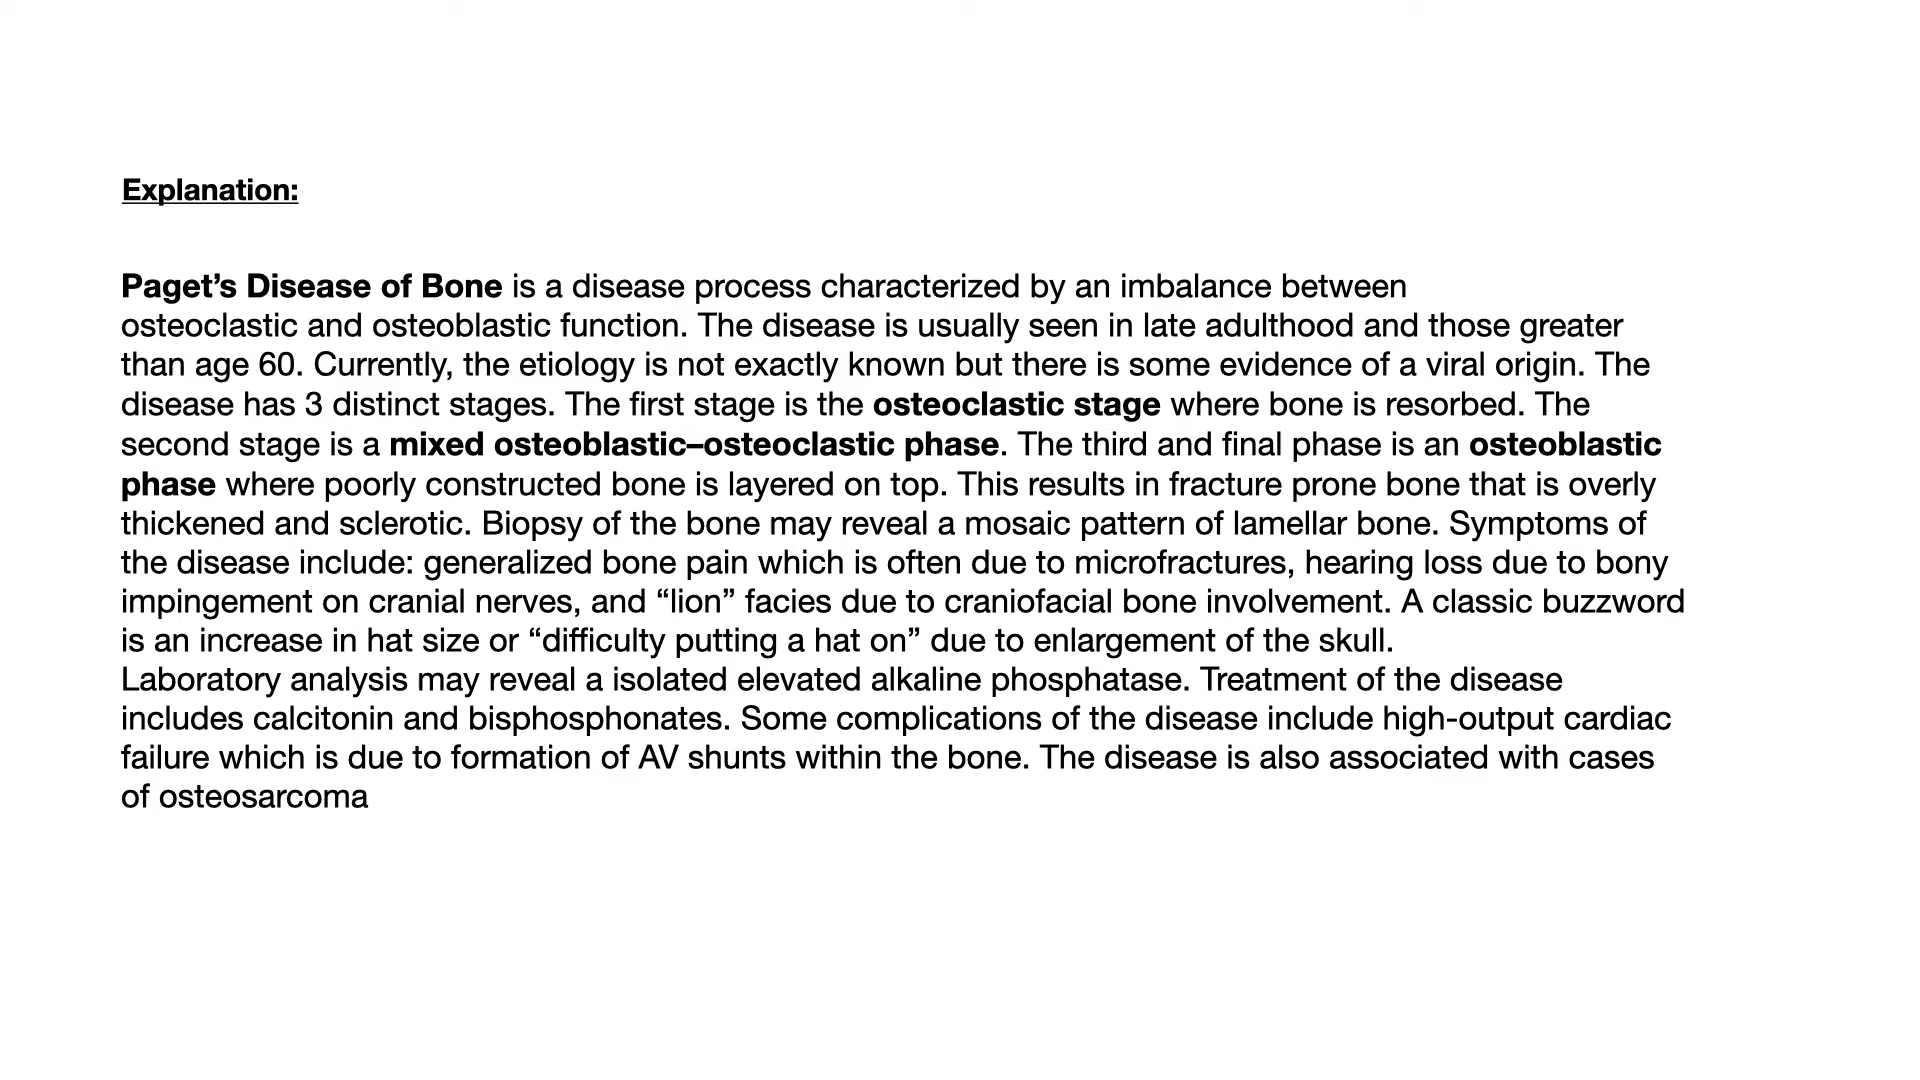 Explanation:
Paget’s Disease of Bone is a disease process characterized by an imbalance between
osteoclastic and osteoblastic function. The disease is usually seen in late adulthood and those greater
than age 60. Currently, the etiology is not exactly known but there is some evidence of a viral origin. The
disease has 3 distinct stages. The first stage is the osteoclastic stage where bone is resorbed. The
second stage is a mixed osteoblastic–osteoclastic phase. The third and final phase is an osteoblastic
phase where poorly constructed bone is layered on top. This results in fracture prone bone that is overly
thickened and sclerotic. Biopsy of the bone may reveal a mosaic pattern of lamellar bone. Symptoms of
the disease include: generalized bone pain which is often due to microfractures, hearing loss due to bony
impingement on cranial nerves, and “lion” facies due to craniofacial bone involvement. A classic buzzword
is an increase in hat size or “difficulty putting a hat on” due to enlargement of the skull.
Laboratory analysis may reveal a isolated elevated alkaline phosphatase. Treatment of the disease
includes calcitonin and bisphosphonates. Some complications of the disease include high-output cardiac
failure which is due to formation of AV shunts within the bone. The disease is also associated with cases
of osteosarcoma